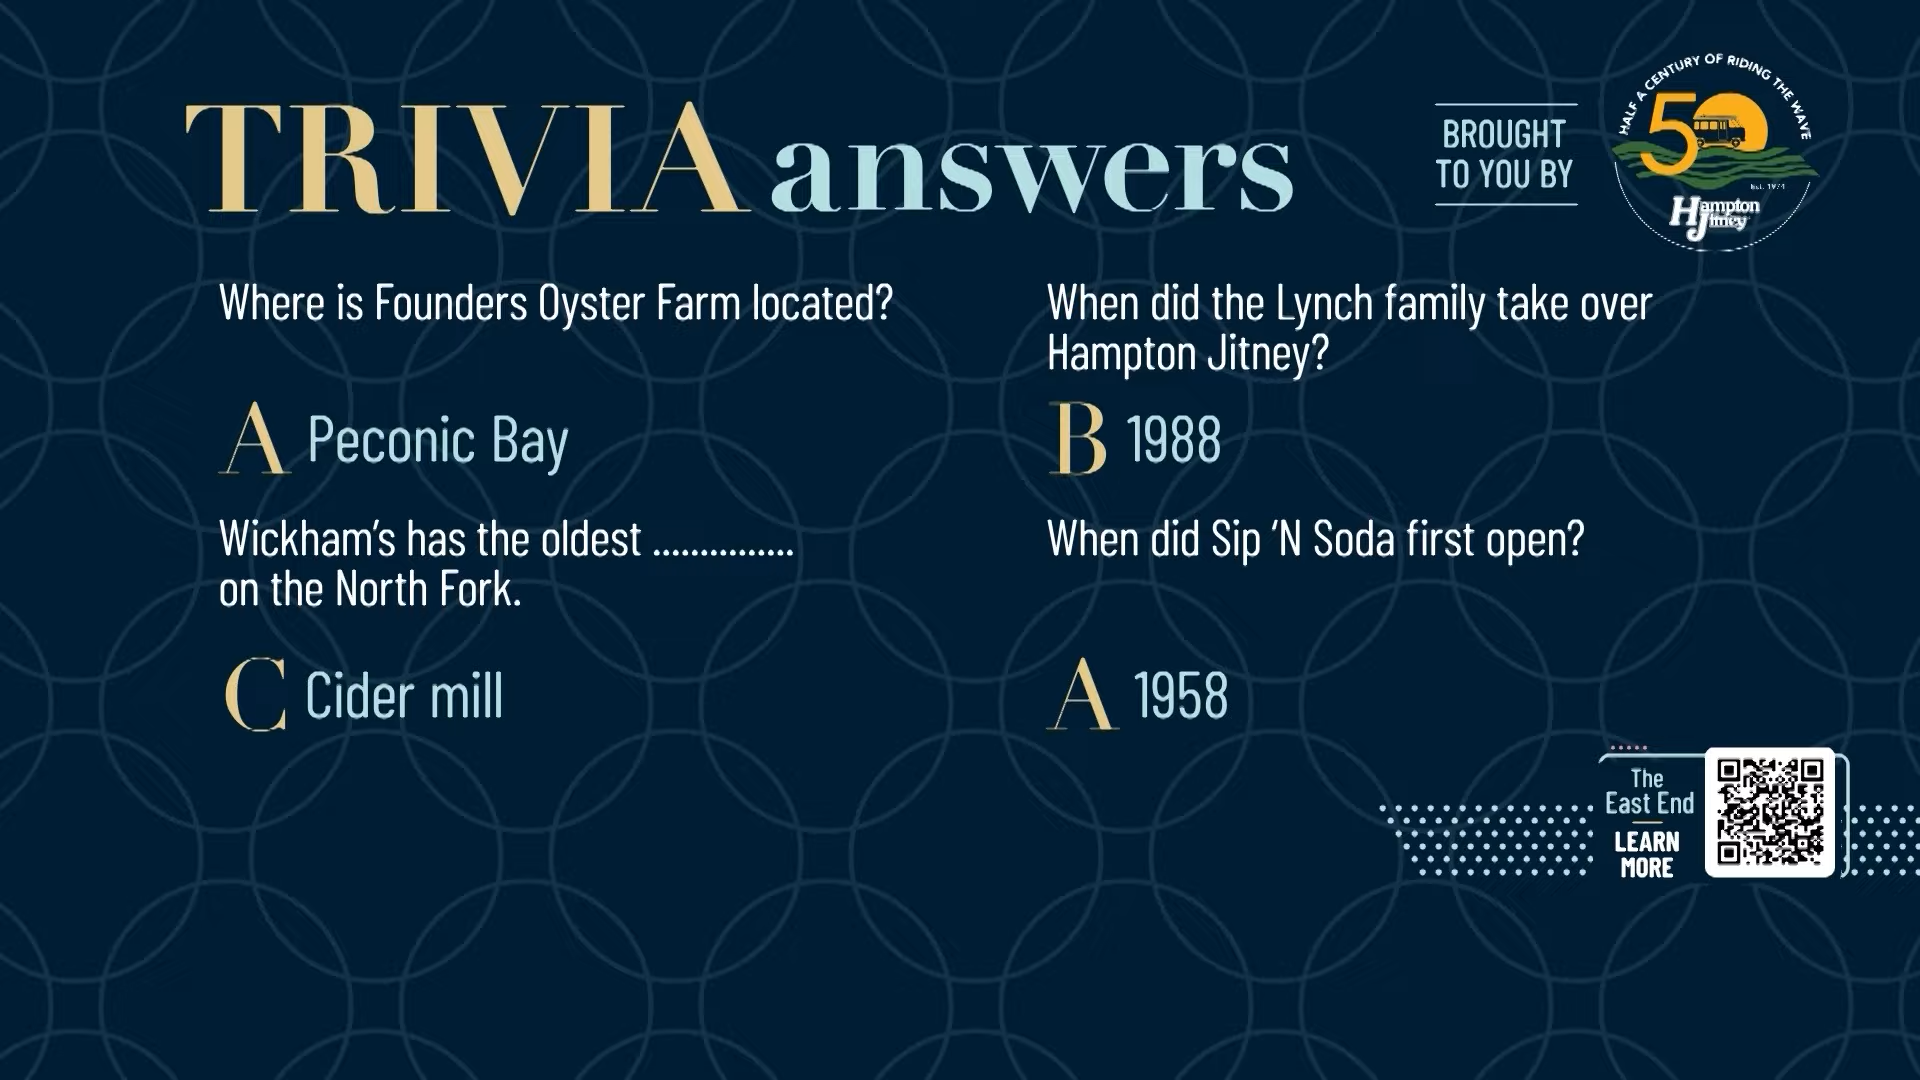 TRIVIA answers
BROUGHT
TO YOU BY
HALF A CENTURY OF RIDING THE WAVE
50
Est. 1974
Hampton
Jitney
Where is Founders Oyster Farm located?
A Peconic Bay
When did the Lynch family take over
Hampton Jitney?
B 1988
Wickham’s has the oldest ...............
on the North Fork.
C Cider mill
When did Sip ‘N Soda first open?
A 1958
The
East End
LEARN
MORE